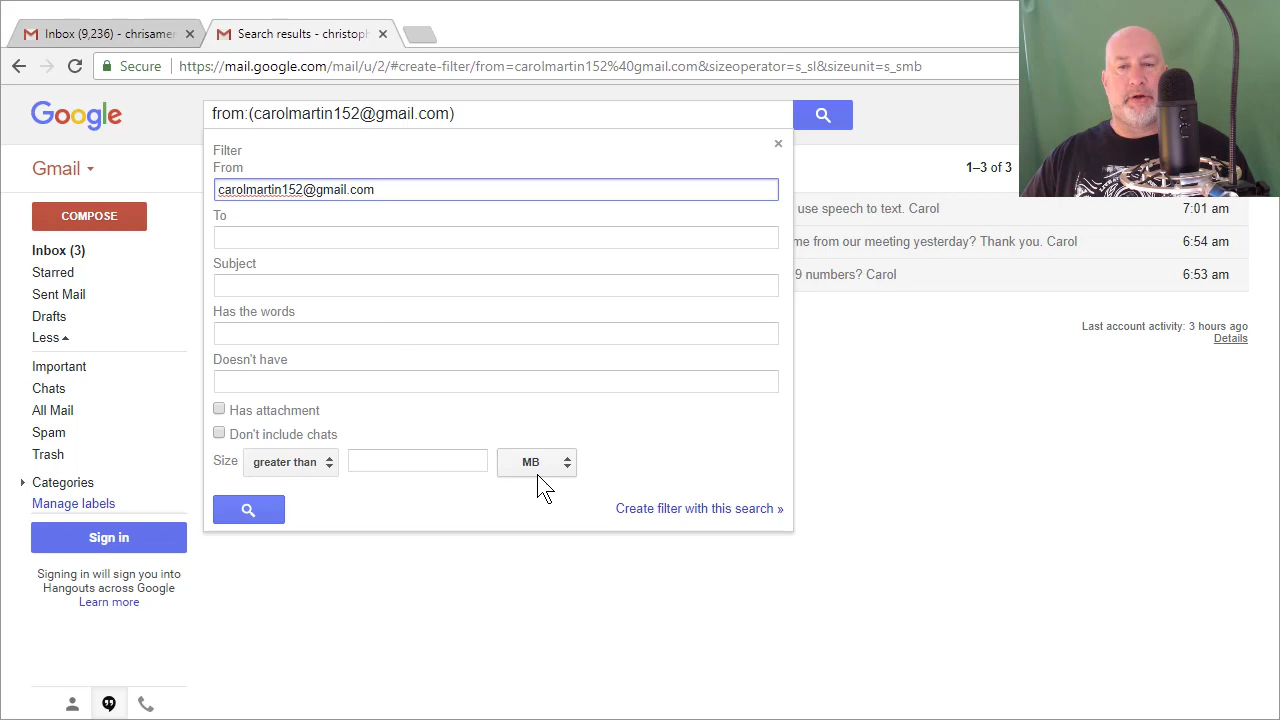 Inbox (9,236) - chrisamer
Search results - christoph
Secure
https://mail.google.com/mail/u/2/#create-filter/from=carolmartin152%40gmail.com&sizeoperator=s_sl&sizeunit=s_smb
Google
from:(carolmartin152@gmail.com)
Gmail
1–3 of 3
COMPOSE
Inbox (3)
Starred
Sent Mail
Drafts
Less
Important
Chats
All Mail
Spam
Trash
Categories
Manage labels
Sign in
Signing in will sign you into
Hangouts across Google
Learn more
Filter
From
carolmartin152@gmail.com
To
Subject
Has the words
Doesn't have
Has attachment
Don't include chats
Size greater than MB
Create filter with this search »
use speech to text. Carol 7:01 am
me from our meeting yesterday? Thank you. Carol 6:54 am
9 numbers? Carol 6:53 am
Last account activity: 3 hours ago
Details